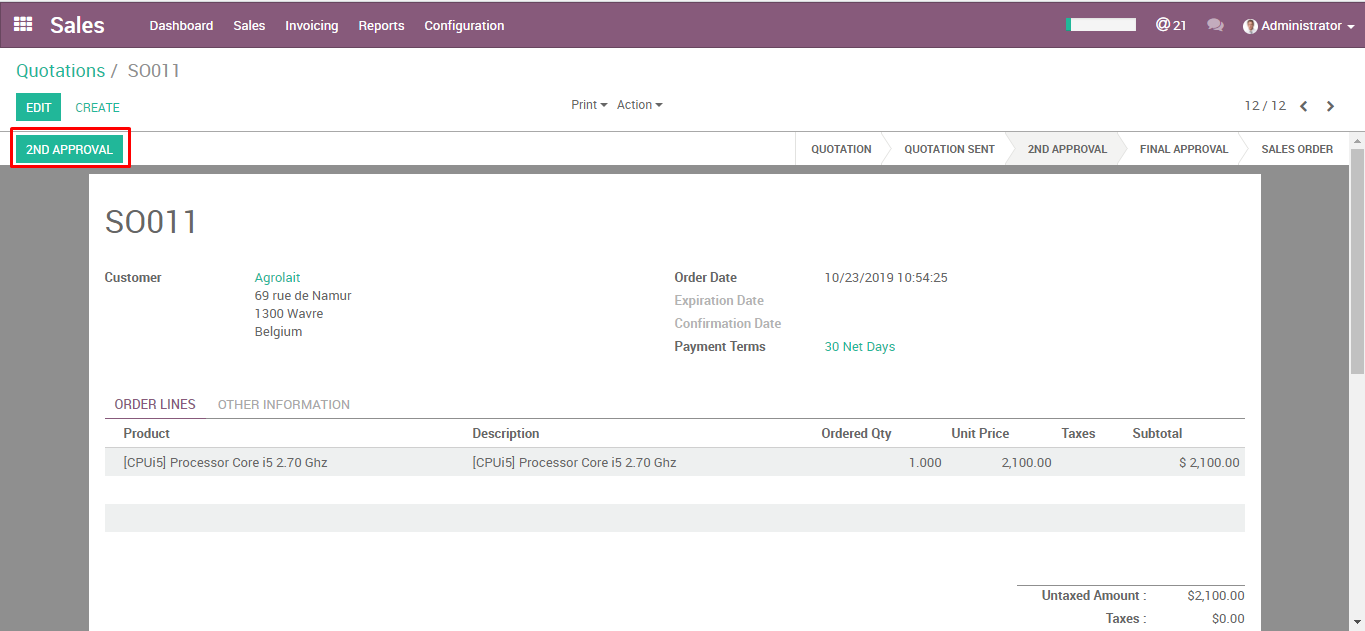 Sales Dashboard Sales Invoicing Reports Configuration @ 21 Administrator
Quotations / SO011
EDIT CREATE Print Action 12 / 12
2ND APPROVAL QUOTATION QUOTATION SENT 2ND APPROVAL FINAL APPROVAL SALES ORDER
SO011
Customer Agrolait Order Date 10/23/2019 10:54:25
69 rue de Namur Expiration Date
1300 Wavre Confirmation Date
Belgium
Payment Terms 30 Net Days
ORDER LINES OTHER INFORMATION
Product Description Ordered Qty Unit Price Taxes Subtotal
[CPUi5] Processor Core i5 2.70 Ghz [CPUi5] Processor Core i5 2.70 Ghz 1.000 2,100.00 $ 2,100.00
Untaxed Amount : $2,100.00
Taxes : $0.00